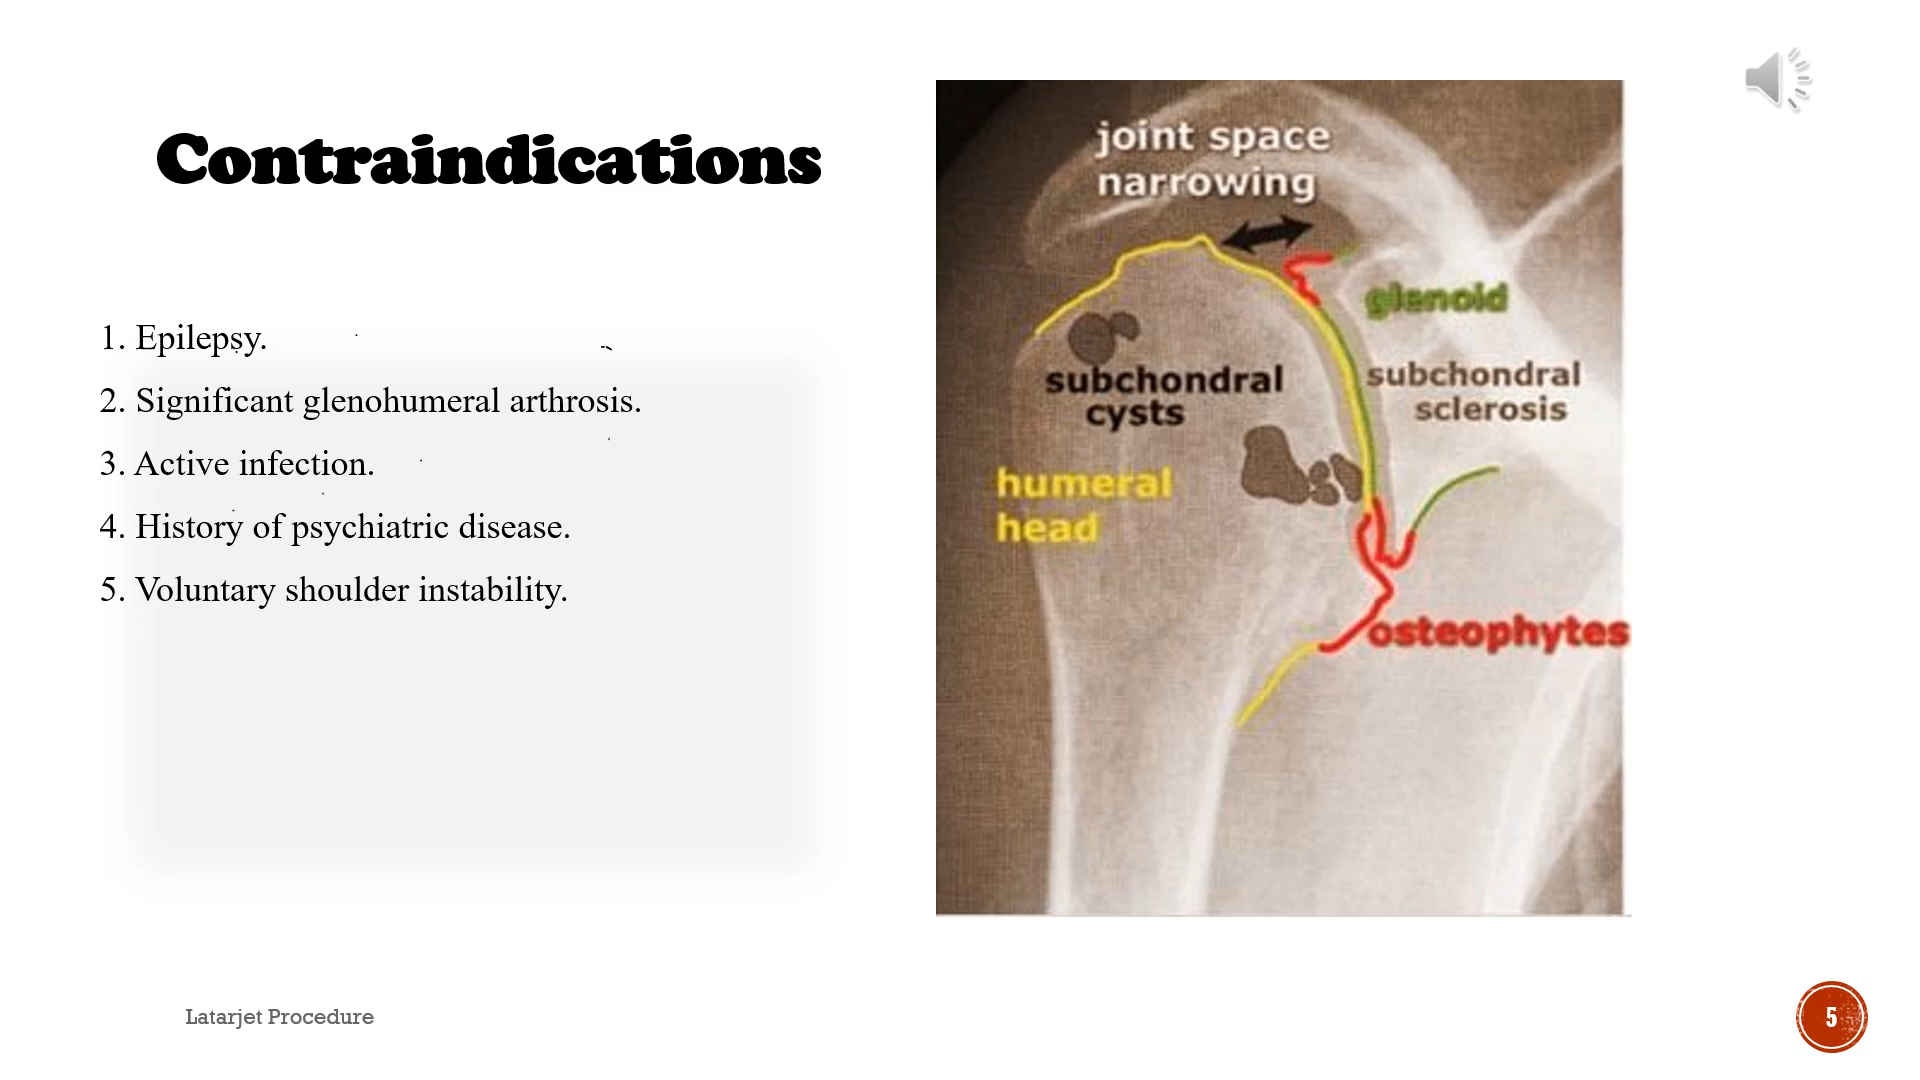 Contraindications
1. Epilepsy.
2. Significant glenohumeral arthrosis.
3. Active infection.
4. History of psychiatric disease.
5. Voluntary shoulder instability.
joint space
narrowing
glenoid
subchondral
cysts
subchondral
sclerosis
humeral
head
osteophytes
Latarjet Procedure
5